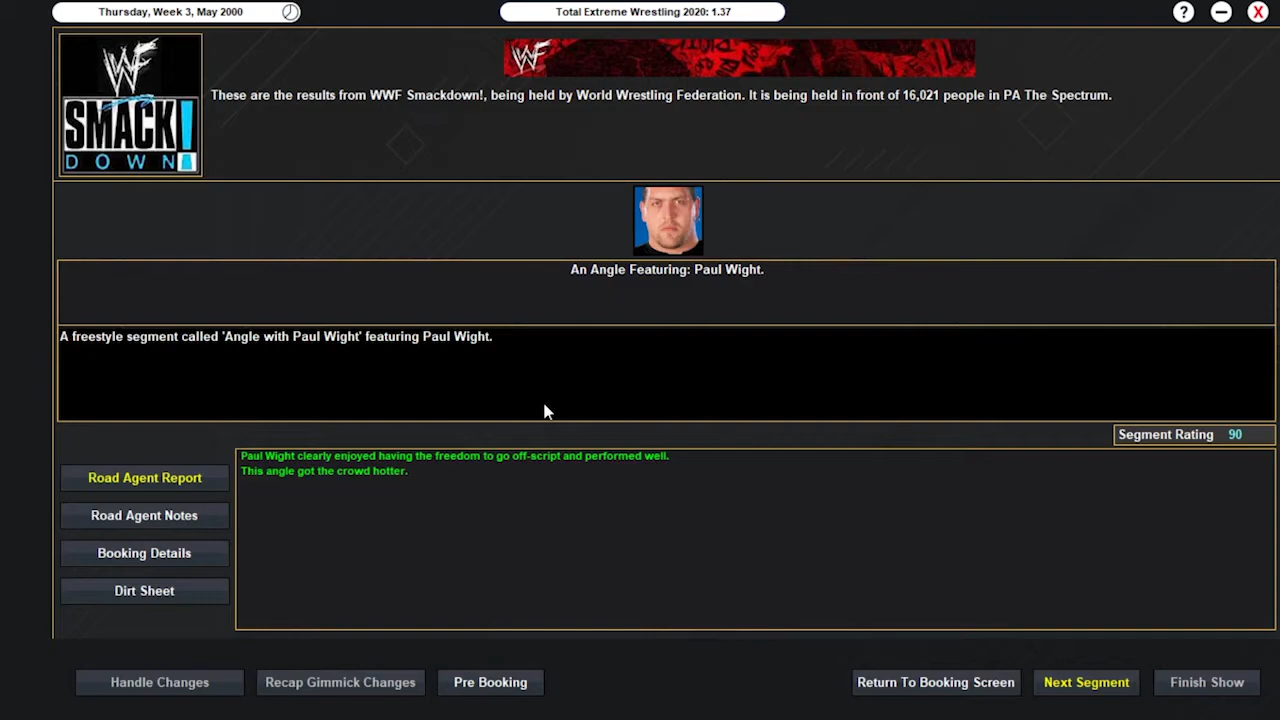 Thursday, Week 3, May 2000
Total Extreme Wrestling 2020: 1.37
?
X
WF
SMACK!
DOWN!
WF
These are the results from WWF Smackdown!, being held by World Wrestling Federation. It is being held in front of 16,021 people in PA The Spectrum.
An Angle Featuring: Paul Wight.
A freestyle segment called 'Angle with Paul Wight' featuring Paul Wight.
Segment Rating 90
Road Agent Report
Road Agent Notes
Booking Details
Dirt Sheet
Paul Wight clearly enjoyed having the freedom to go off-script and performed well.
This angle got the crowd hotter.
Handle Changes
Recap Gimmick Changes
Pre Booking
Return To Booking Screen
Next Segment
Finish Show